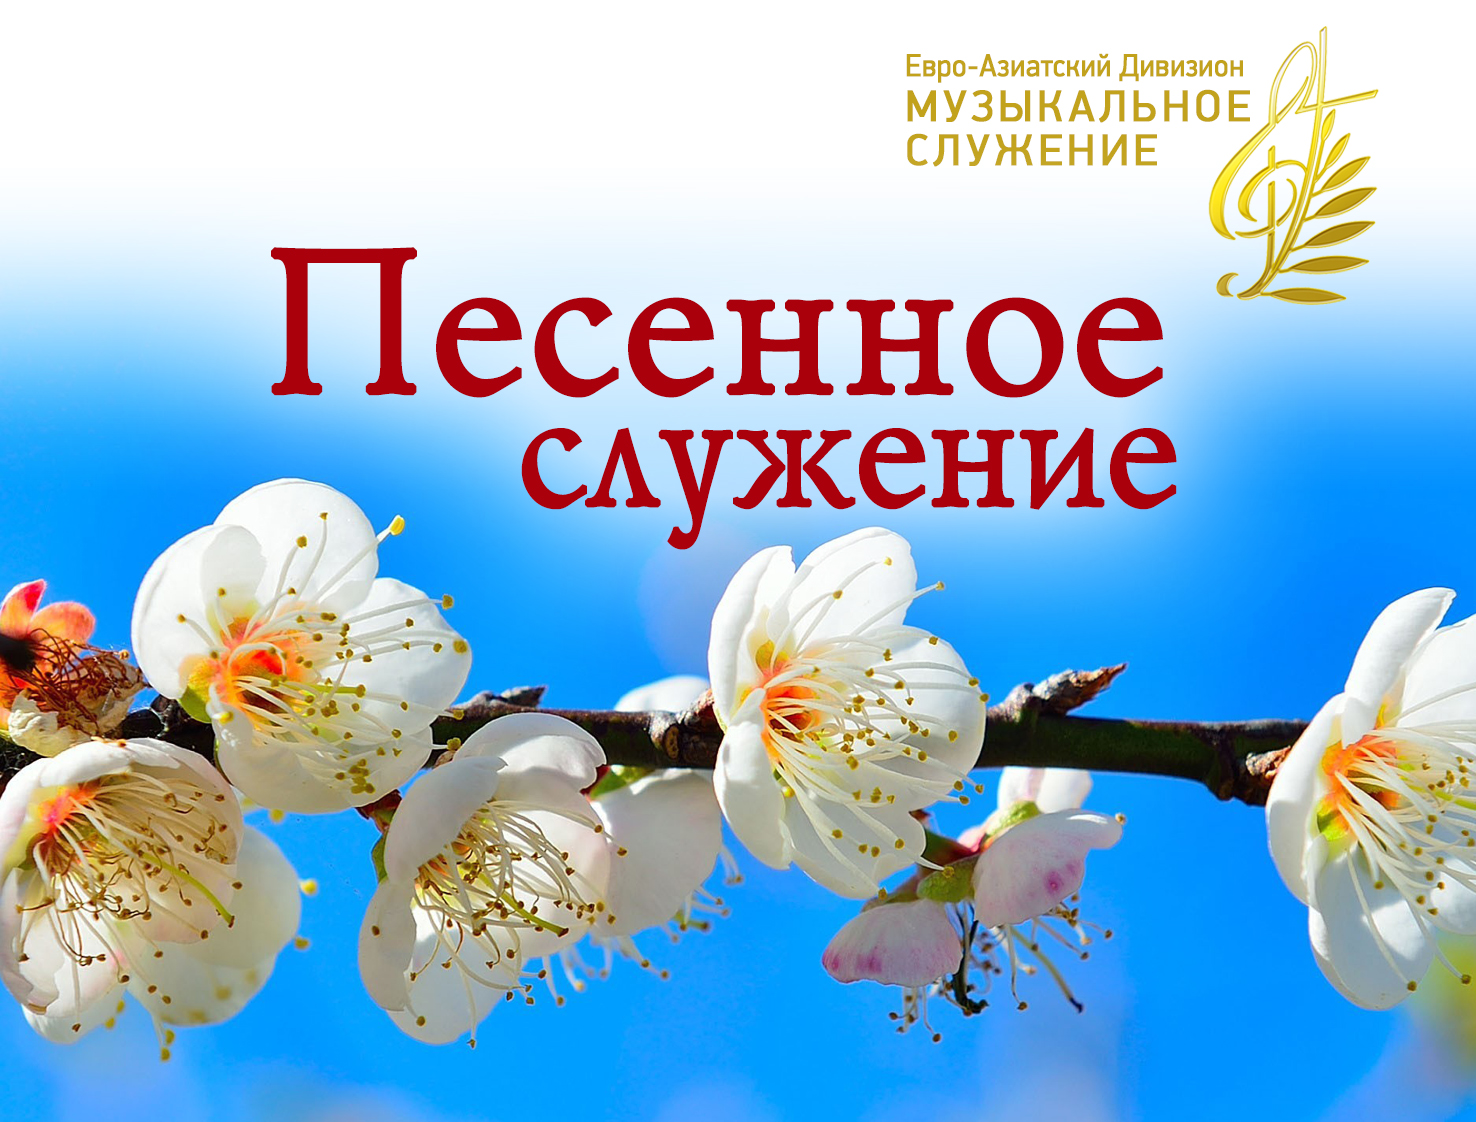 Евро-Азиатский Дивизион
МУЗЫКАЛЬНОЕ
СЛУЖЕНИЕ
Песенное
служение